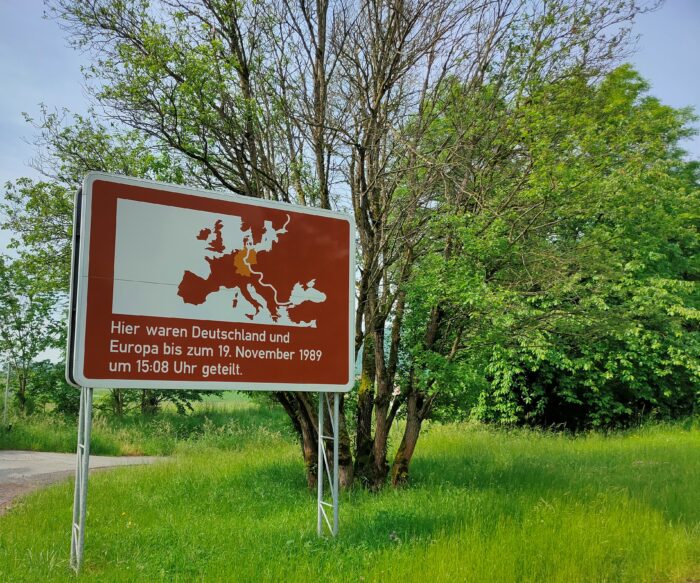 Hier waren Deutschland und
Europa bis zum 19. November 1989
um 15:08 Uhr geteilt.